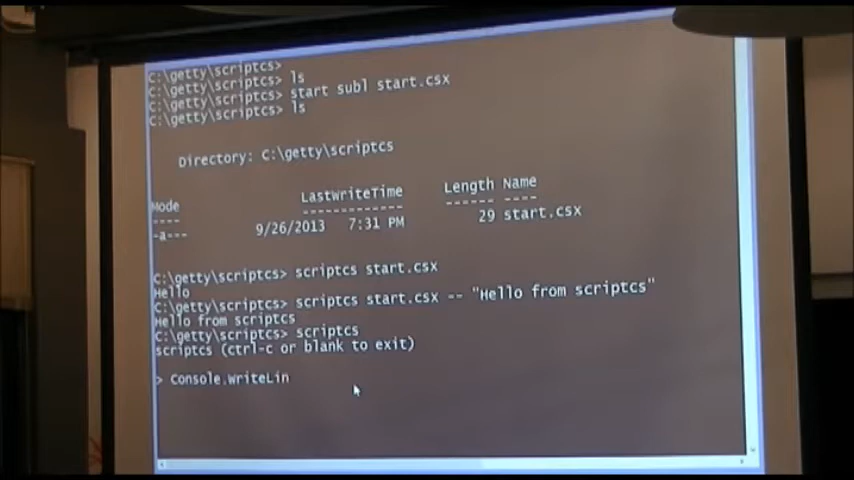 C:\getty\scriptcs>
C:\getty\scriptcs> ls
C:\getty\scriptcs> start subl start.csx
C:\getty\scriptcs> ls
Directory: C:\getty\scriptcs
Mode LastWriteTime Length Name
---- ------------- ------ ----
-a--- 9/26/2013 7:31 PM 29 start.csx
C:\getty\scriptcs> scriptcs start.csx
Hello
C:\getty\scriptcs> scriptcs start.csx -- "Hello from scriptcs"
Hello from scriptcs
C:\getty\scriptcs> scriptcs
scriptcs (ctrl-c or blank to exit)
> Console.WriteLin